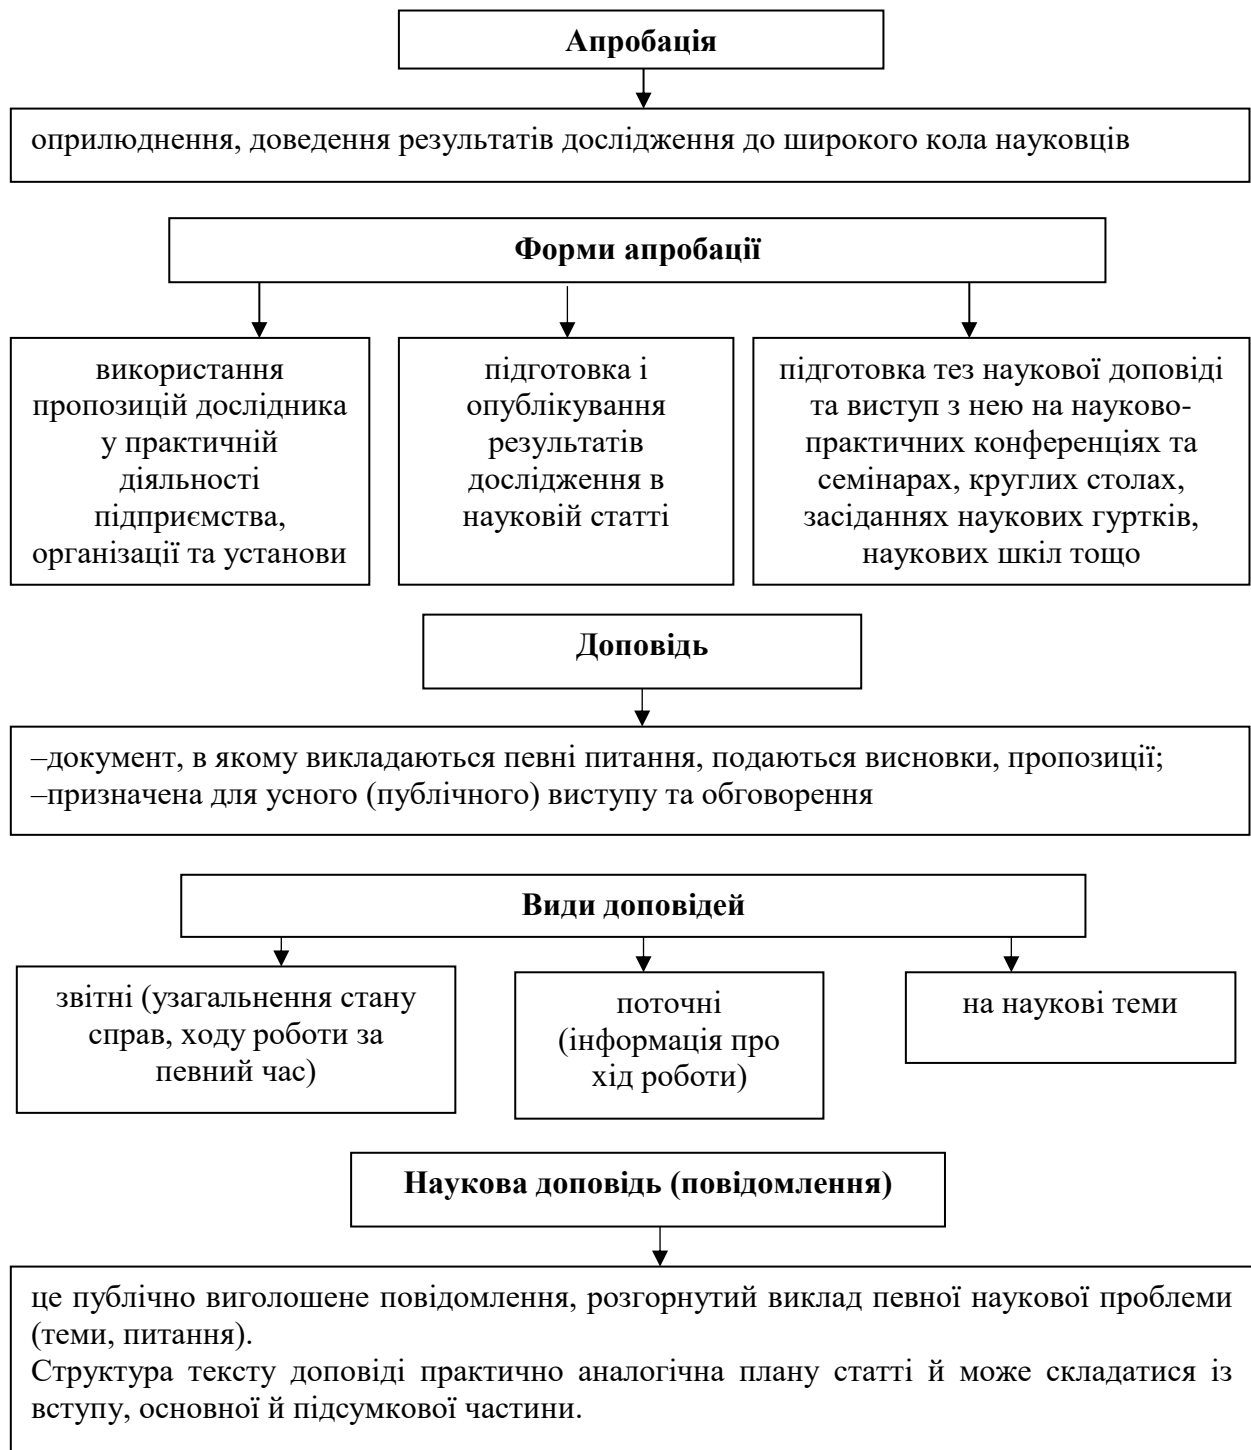 Апробація
оприлюднення, доведення результатів дослідження до широкого кола науковців
Форми апробації
використання
пропозицій дослідника
у практичній
діяльності
підприємства,
організації та установи
підготовка і
опублікування
результатів
дослідження в
науковій статті
підготовка тез наукової доповіді
та виступ з нею на науково-
практичних конференціях та
семінарах, круглих столах,
засіданнях наукових гуртків,
наукових шкіл тощо
Доповідь
–документ, в якому викладаються певні питання, подаються висновки, пропозиції;
–призначена для усного (публічного) виступу та обговорення
Види доповідей
звітні (узагальнення стану
справ, ходу роботи за
певний час)
поточні
(інформація про
хід роботи)
на наукові теми
Наукова доповідь (повідомлення)
це публічно виголошене повідомлення, розгорнутий виклад певної наукової проблеми
(теми, питання).
Структура тексту доповіді практично аналогічна плану статті й може складатися із
вступу, основної й підсумкової частини.